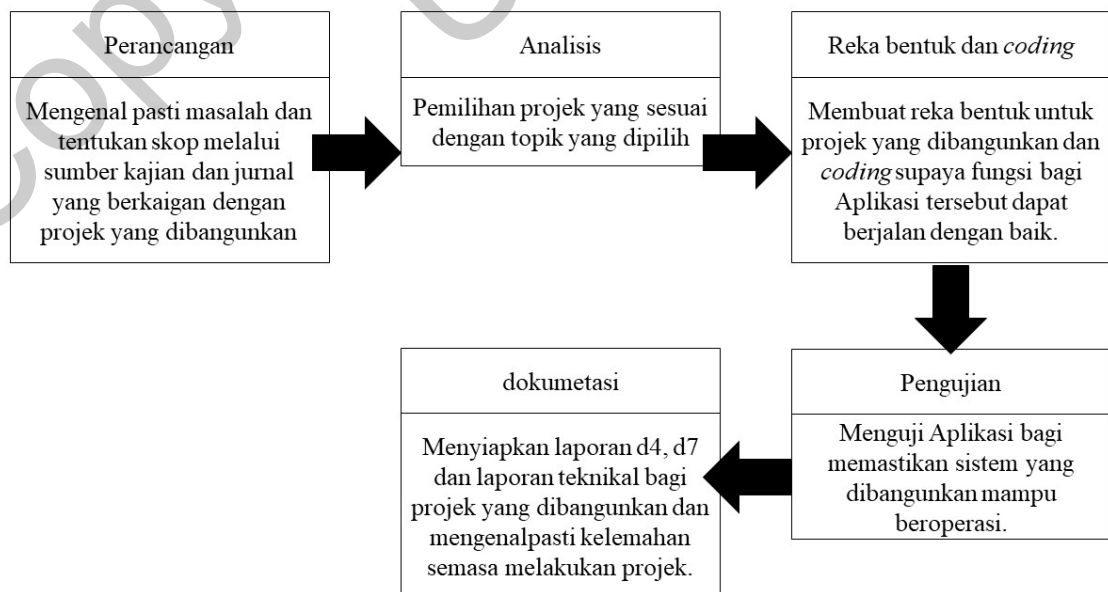 Perancangan
Mengenal pasti masalah dan
tentukan skop melalui
sumber kajian dan jurnal
yang berkaigan dengan
projek yang dibangunkan
Analisis
Pemilihan projek yang sesuai
dengan topik yang dipilih
Reka bentuk dan coding
Membuat reka bentuk untuk
projek yang dibangunkan dan
coding supaya fungsi bagi
Aplikasi tersebut dapat
berjalan dengan baik.
Pengujian
Menguji Aplikasi bagi
memastikan sistem yang
dibangunkan mampu
beroperasi.
dokumetasi
Menyiapkan laporan d4, d7
dan laporan teknikal bagi
projek yang dibangunkan dan
mengenalpasti kelemahan
semasa melakukan projek.
Copy